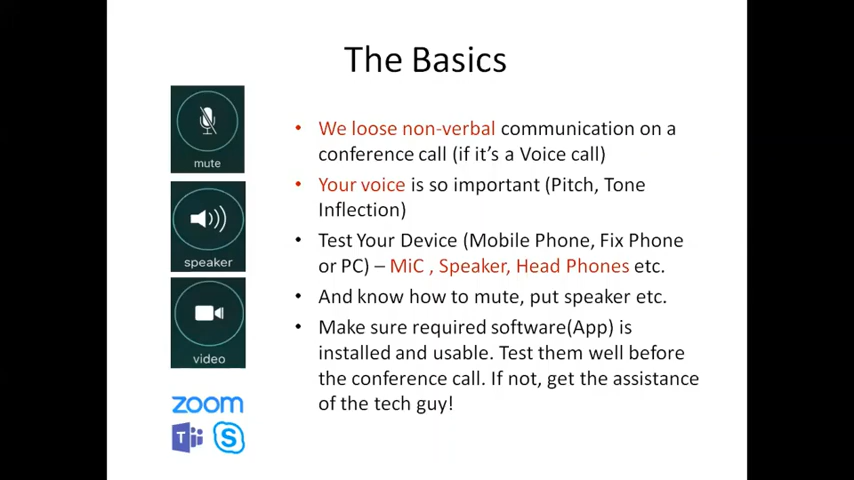 The Basics
mute
speaker
video
zoom
T
S
• We loose non-verbal communication on a
conference call (if it's a Voice call)
• Your voice is so important (Pitch, Tone
Inflection)
• Test Your Device (Mobile Phone, Fix Phone
or PC) – MiC , Speaker, Head Phones etc.
• And know how to mute, put speaker etc.
• Make sure required software(App) is
installed and usable. Test them well before
the conference call. If not, get the assistance
of the tech guy!